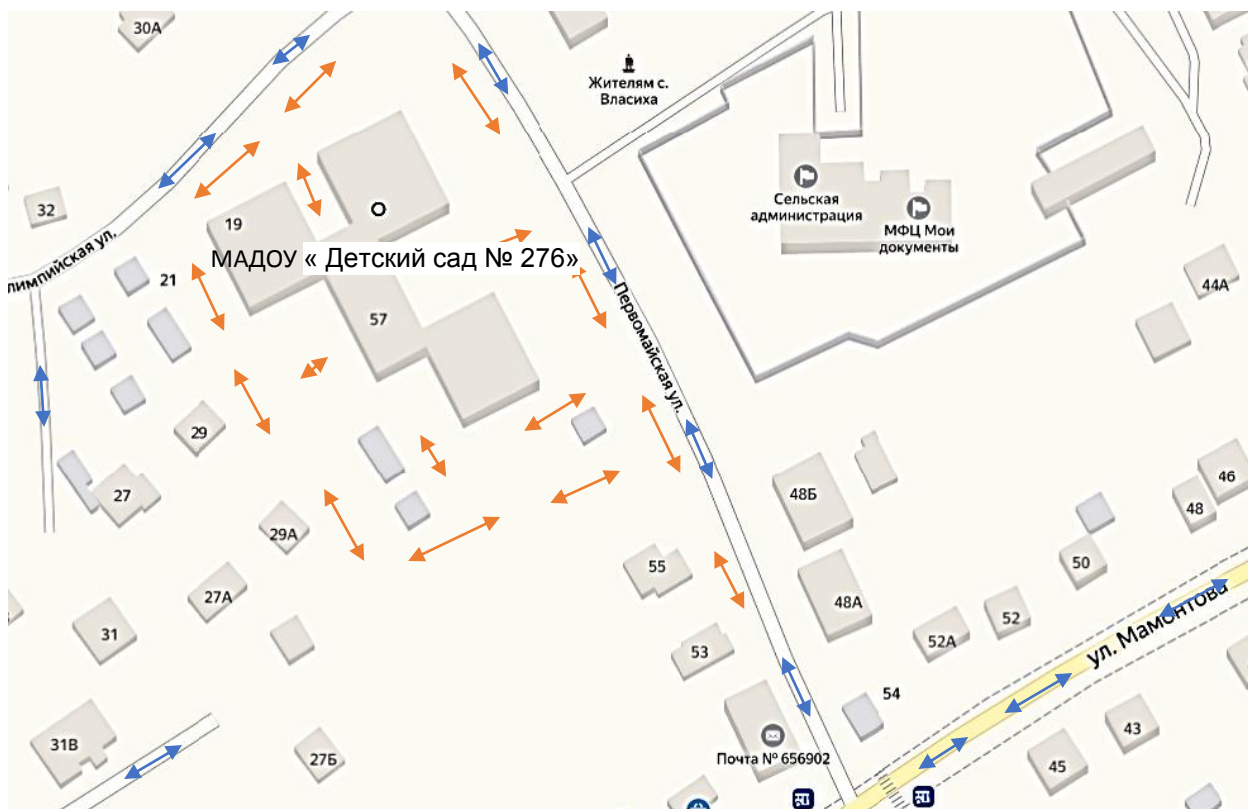 30А
Жителям с.
Власиха
32
19
Сельская
администрация
МФЦ Мои
документы
лимпийская ул.
МАДОУ « Детский сад № 276»
21
44А
57
Первомайская ул.
29
27
48Б
46
48
29А
55
50
27А
48А
52
31
52А
53
ул. Мамонтова
54
31В
27Б
Почта № 656902
43
45